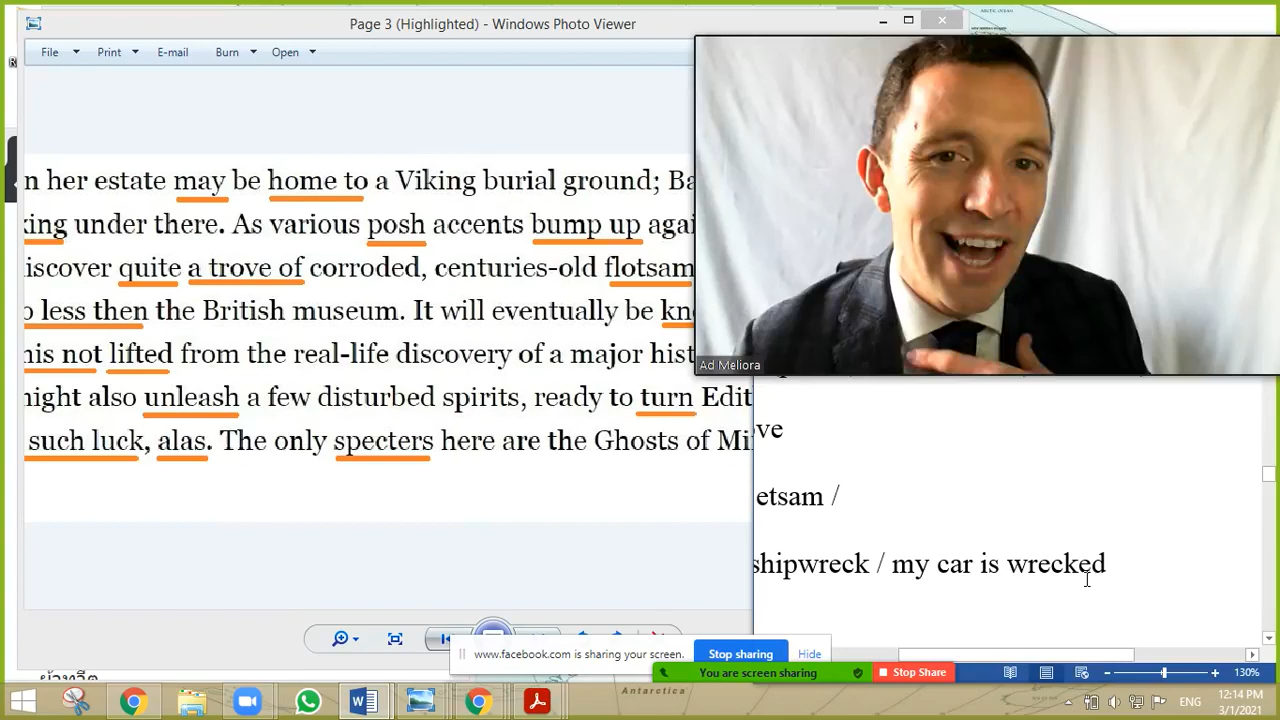 ARCTIC OCEAN
Page 3 (Highlighted) - Windows Photo Viewer
File Print E-mail Burn Open
n her estate may be home to a Viking burial ground; Ba
king under there. As various posh accents bump up agai
iscover quite a trove of corroded, centuries-old flotsam
o less then the British museum. It will eventually be kno
his not lifted from the real-life discovery of a major hist
night also unleash a few disturbed spirits, ready to turn Edit
such luck, alas. The only specters here are the Ghosts of Mi
Ad Meliora
ve
etsam /
shipwreck / my car is wrecked
www.facebook.com is sharing your screen. Stop sharing Hide
You are screen sharing Stop Share
130%
Antarctica
ENG
12:14 PM
3/1/2021